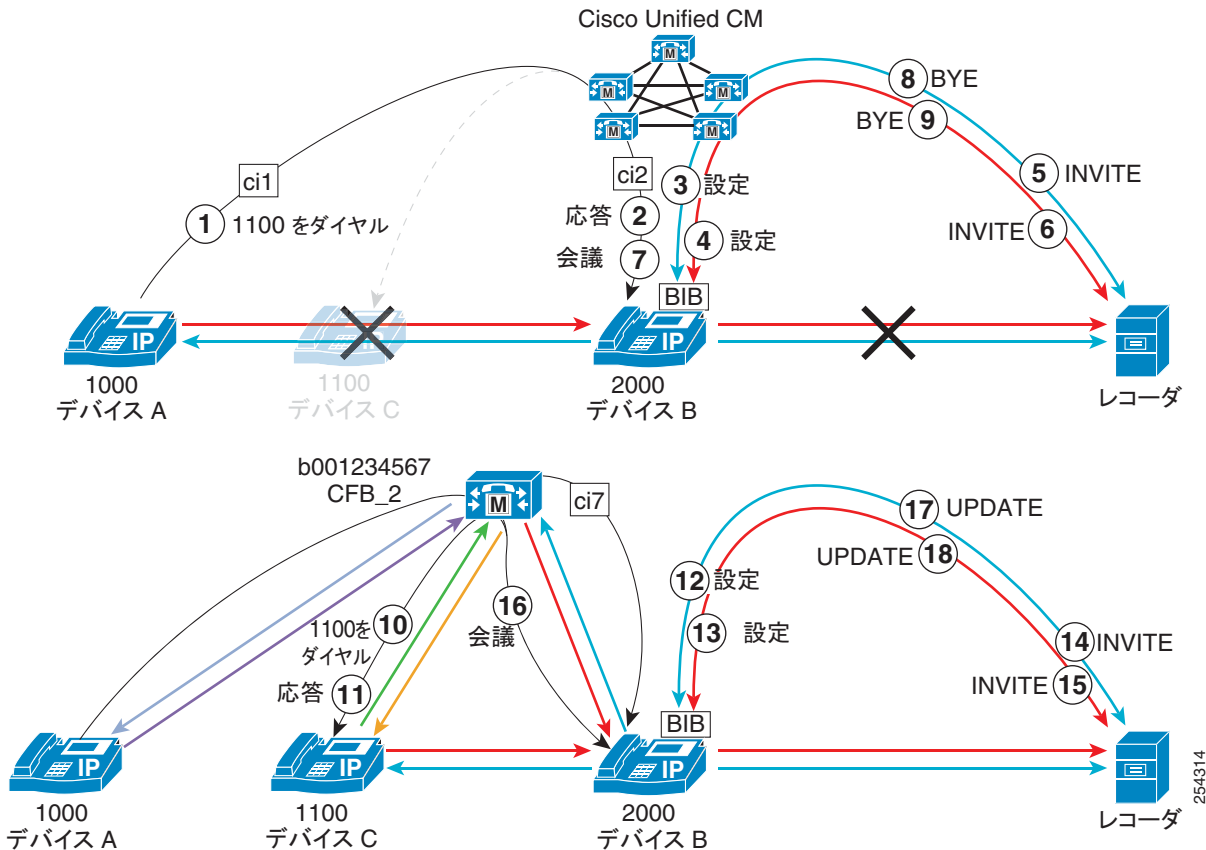 Cisco Unified CM
M
M
M
M
M
8 BYE
BYE 9
ci1
ci2
3 設定
5 INVITE
1 1100 をダイヤル
応答 2
4 設定
INVITE 6
会議 7
BIB
IP
IP
IP
1000
デバイス A
1100
デバイス C
2000
デバイス B
レコーダ
b001234567
CFB_2
M
ci7
17 UPDATE
UPDATE 18
12 設定
16
会議
1100を 10
ダイヤル
13 設定
14 INVITE
応答 11
INVITE 15
BIB
IP
IP
IP
1000
デバイス A
1100
デバイス C
2000
デバイス B
レコーダ
254314